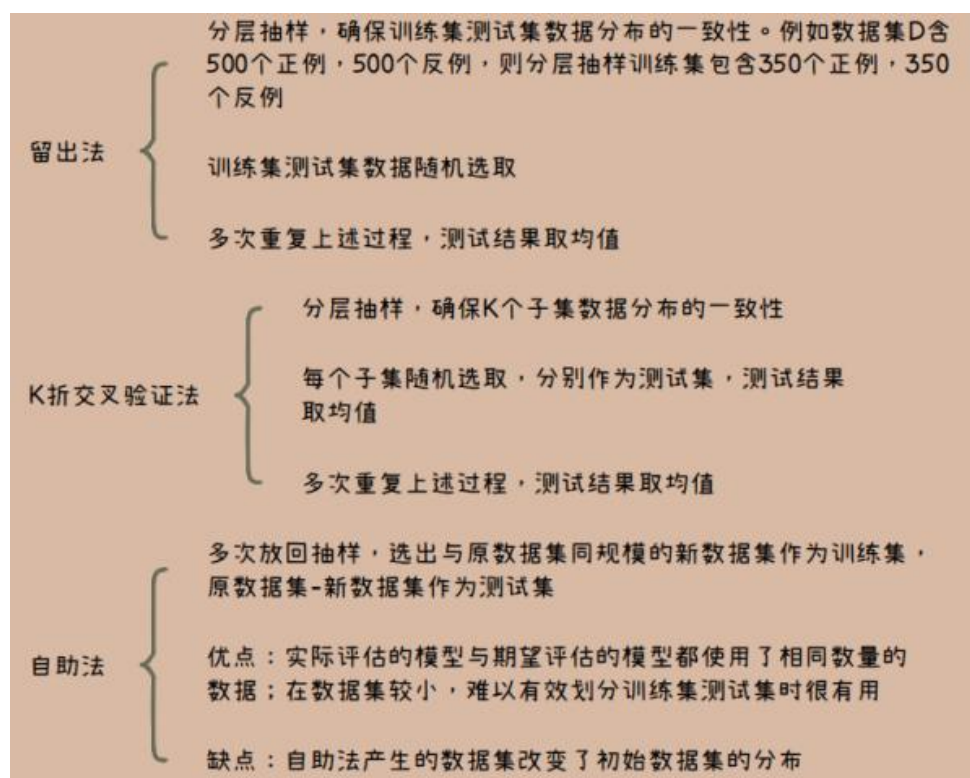 分层抽样，确保训练集测试集数据分布的一致性。例如数据集D含
500个正例，500个反例，则分层抽样训练集包含350个正例，350
个反例
留出法
训练集测试集数据随机选取
多次重复上述过程，测试结果取均值
分层抽样，确保K个子集数据分布的一致性
K折交叉验证法
每个子集随机选取，分别作为测试集，测试结果
取均值
多次重复上述过程，测试结果取均值
多次放回抽样，选出与原数据集同规模的新数据集作为训练集，
原数据集-新数据集作为测试集
自助法
优点：实际评估的模型与期望评估的模型都使用了相同数量的
数据；在数据集较小，难以有效划分训练集测试集时很有用
缺点：自助法产生的数据集改变了初始数据集的分布